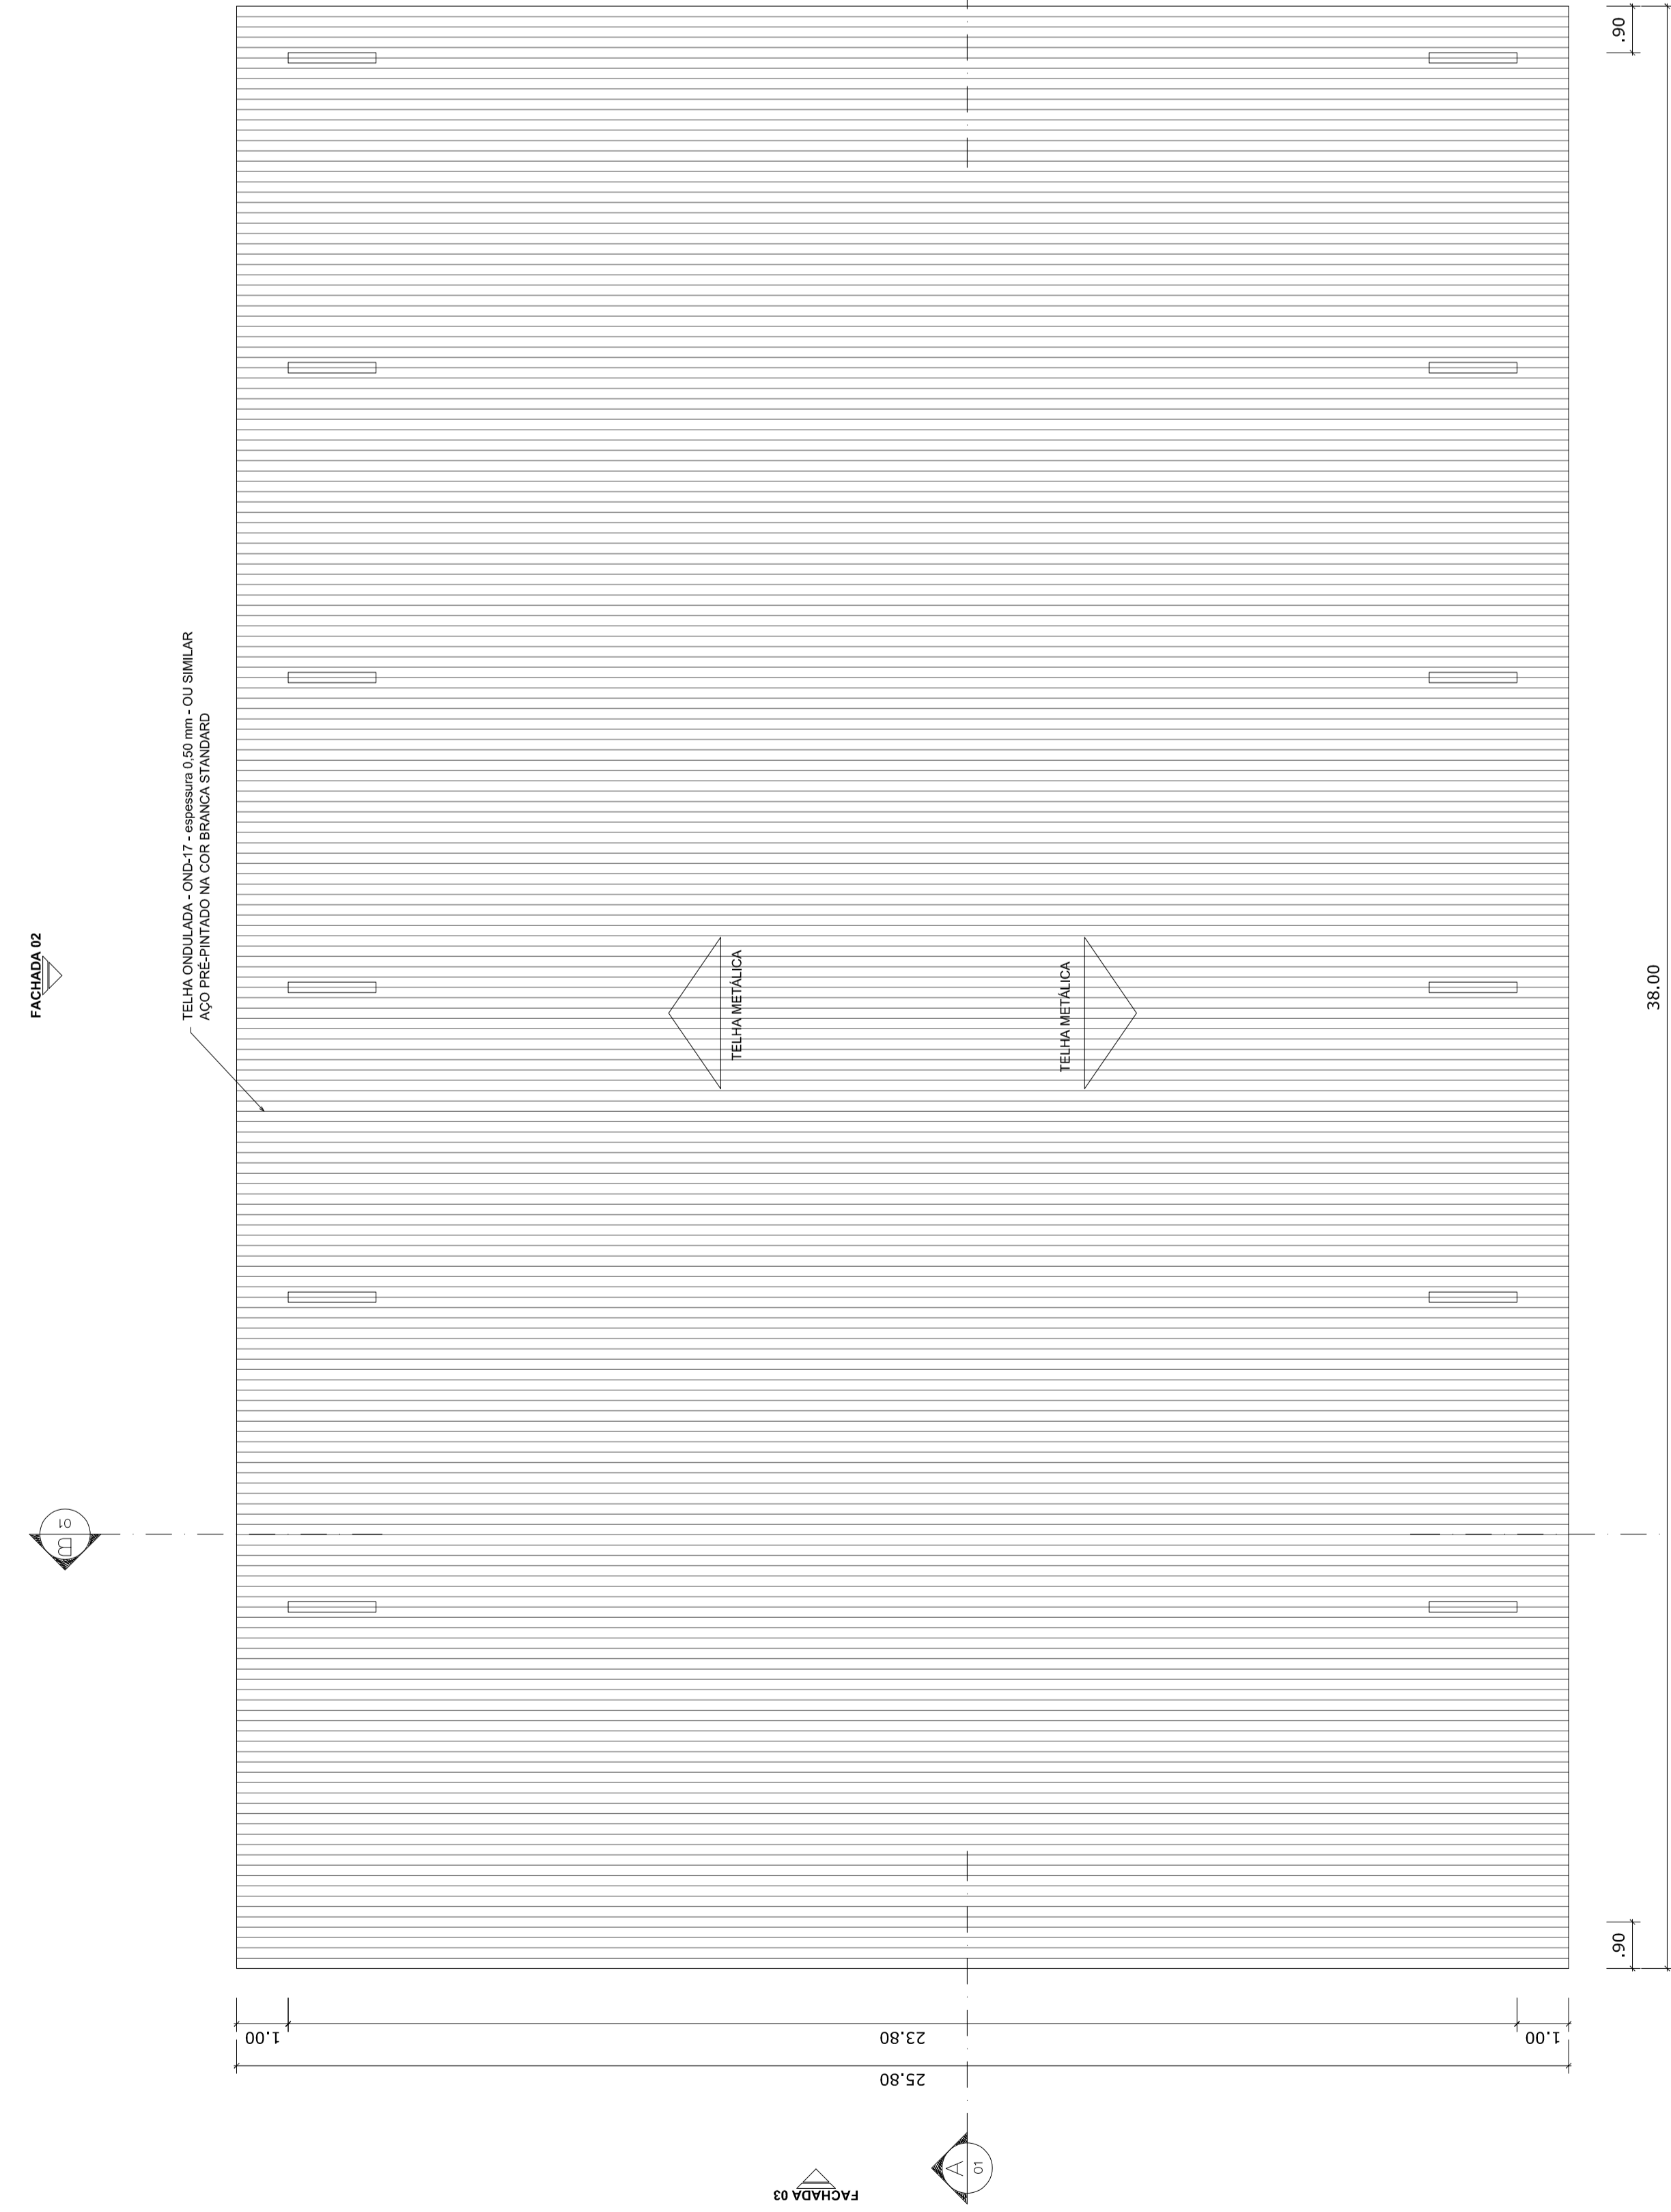 FACHADA 02
TELHA ONDULADA - OND-17 - espessura 0,50 mm - OU SIMILAR
AÇO PRÉ-PINTADO NA COR BRANCA STANDARD
TELHA METÁLICA
TELHA METÁLICA
.90
38.00
.90
B
01
1.00
23.80
1.00
25.80
A
01
FACHADA 03